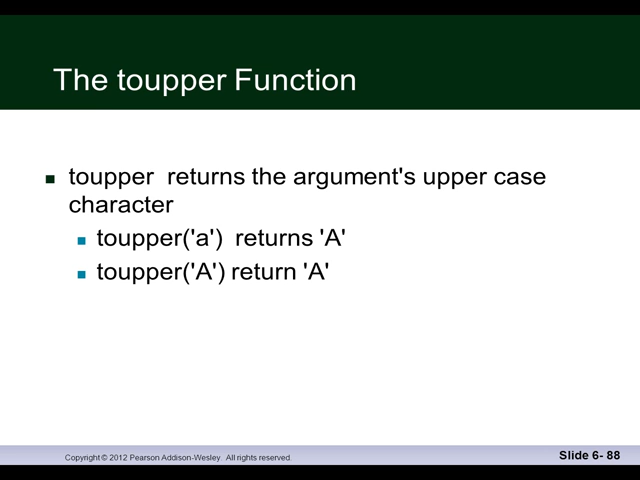 The toupper Function
toupper  returns the argument's upper case
character
toupper('a')  returns 'A'
toupper('A') return 'A'
Copyright © 2012 Pearson Addison-Wesley.  All rights reserved.
Slide 6- 88